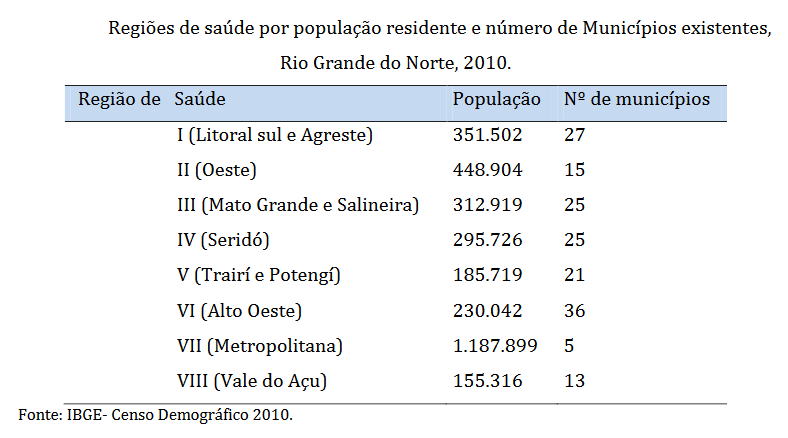 Regiões de saúde por população residente e número de Municípios existentes,
Rio Grande do Norte, 2010.
Região de Saúde População Nº de municípios
I (Litoral sul e Agreste) 351.502 27
II (Oeste) 448.904 15
III (Mato Grande e Salineira) 312.919 25
IV (Seridó) 295.726 25
V (Trairí e Potengí) 185.719 21
VI (Alto Oeste) 230.042 36
VII (Metropolitana) 1.187.899 5
VIII (Vale do Açu) 155.316 13
Fonte: IBGE- Censo Demográfico 2010.